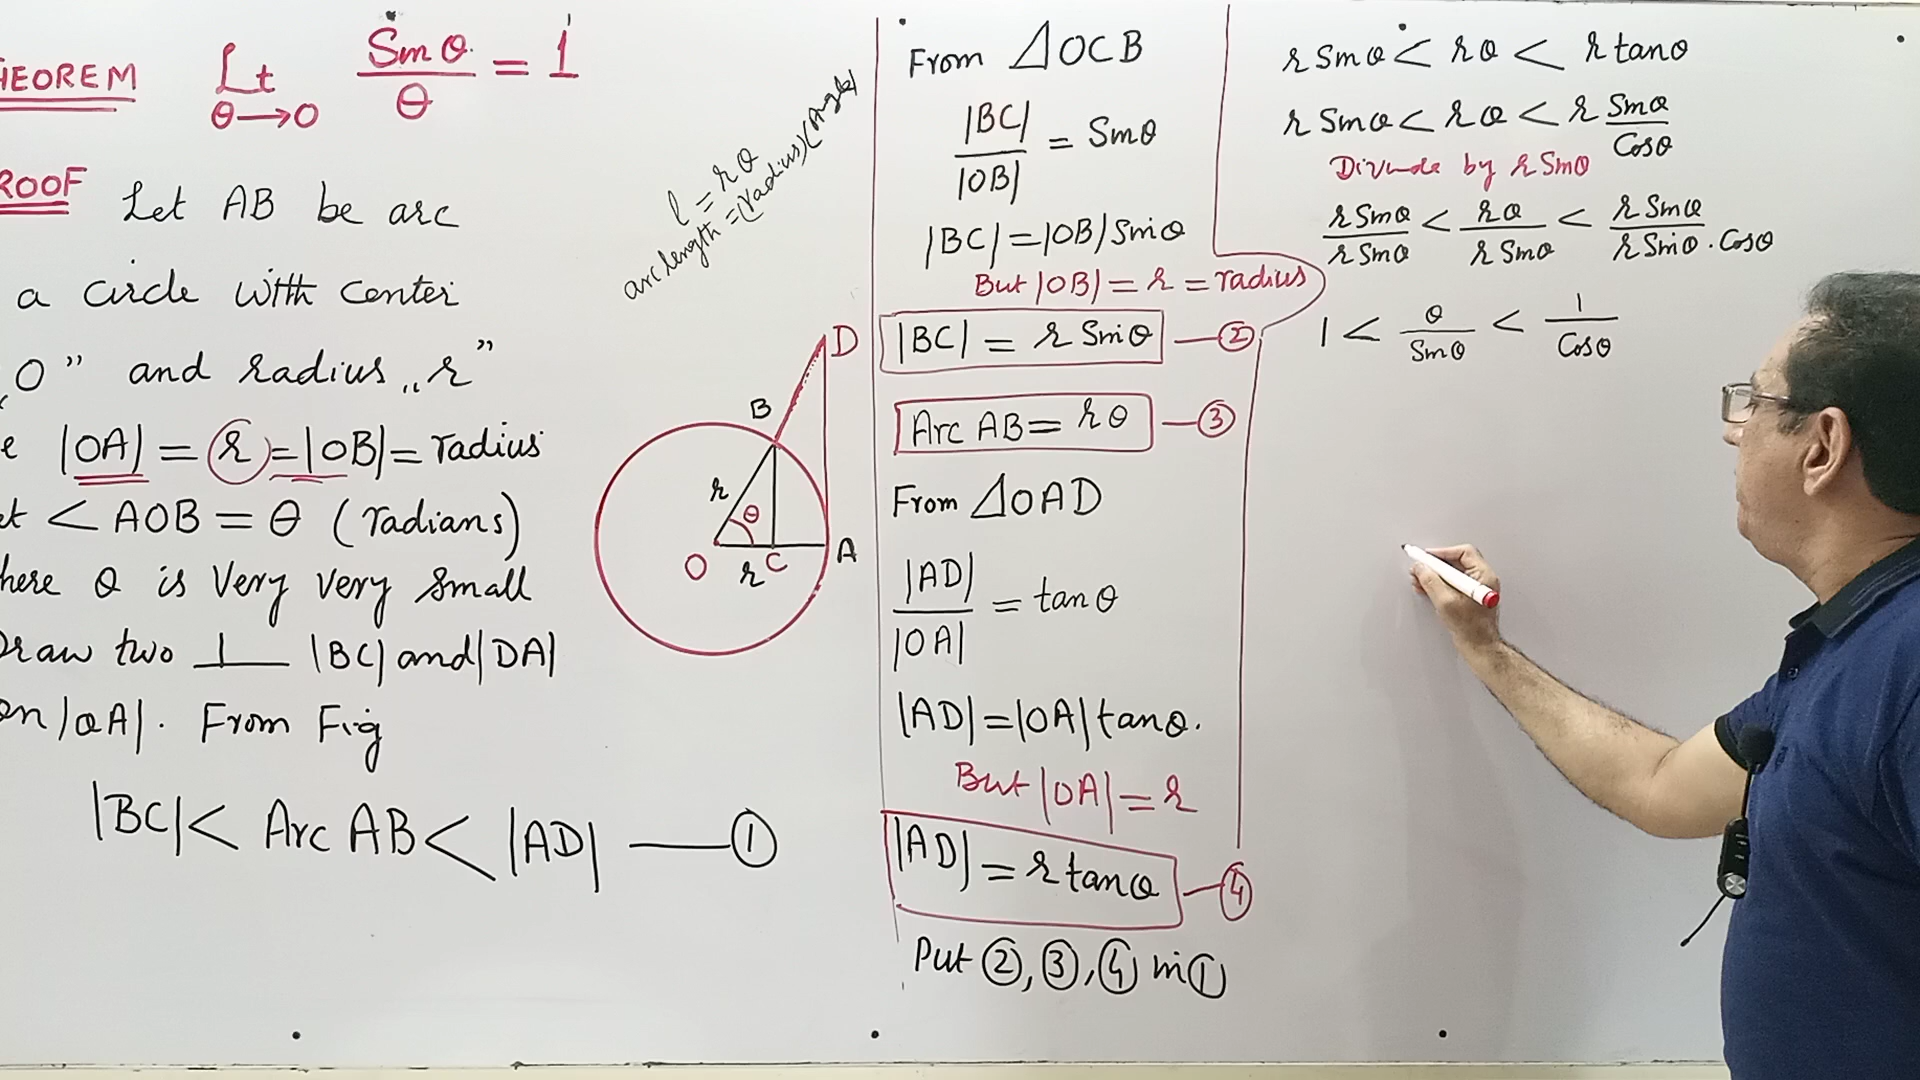 HEOREM Lt θ→0 Sinθ/θ = 1
ROOF Let AB be arc
a circle with center
"O" and radius „r"
e |OA| = r = |OB| = radius
et < AOB = θ (radians)
here θ is Very Very Small
Draw two ⊥ |BC| and |DA|
on |OA|. From Fig
|BC| < Arc AB < |AD| — ①
l = rθ
arc length = (radius)(Angle)
D
B
r
θ
O
r
C
A
From △OCB
|BC|/|OB| = Sinθ
|BC| = |OB| Sinθ
But |OB| = r = radius
|BC| = r Sinθ — ②
Arc AB = rθ — ③
From △OAD
|AD|/|OA| = tanθ
|AD| = |OA| tanθ.
But |OA| = r
|AD| = r tanθ — ④
Put ②, ③, ④ in ①
r Sinθ < rθ < r tanθ
r Sinθ < rθ < r Sinθ/Cosθ
Divide by r Sinθ
r Sinθ/r Sinθ < rθ/r Sinθ < r Sinθ/r Sinθ . Cosθ
1 < θ/Sinθ < 1/Cosθ